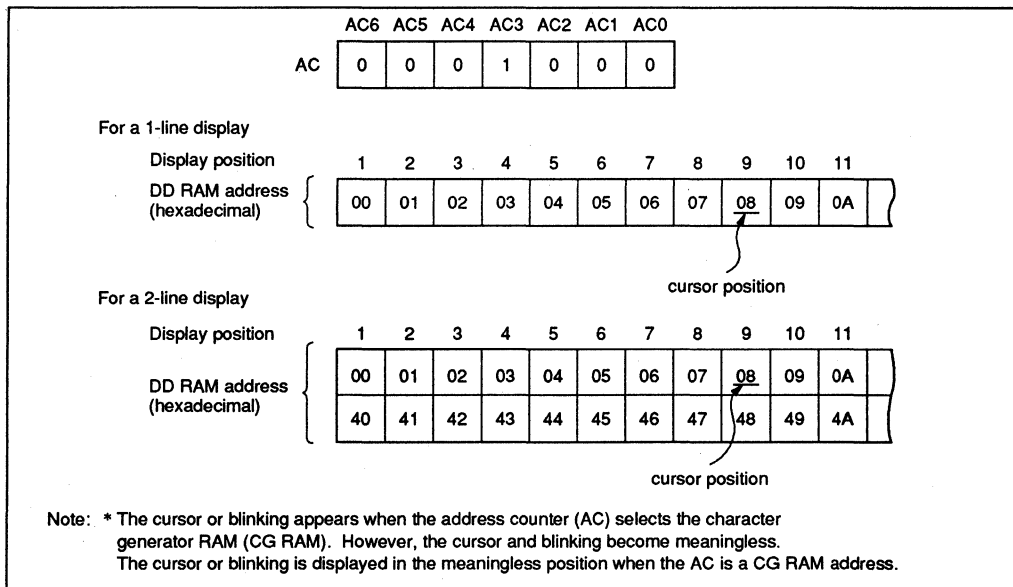 AC6 AC5 AC4 AC3 AC2 AC1 AC0
AC 0 0 0 1 0 0 0
For a 1-line display
Display position 1 2 3 4 5 6 7 8 9 10 11
DD RAM address
(hexadecimal)
00 01 02 03 04 05 06 07 08 09 0A
cursor position
For a 2-line display
Display position 1 2 3 4 5 6 7 8 9 10 11
DD RAM address
(hexadecimal)
00 01 02 03 04 05 06 07 08 09 0A
40 41 42 43 44 45 46 47 48 49 4A
cursor position
Note: * The cursor or blinking appears when the address counter (AC) selects the character
generator RAM (CG RAM). However, the cursor and blinking become meaningless.
The cursor or blinking is displayed in the meaningless position when the AC is a CG RAM address.